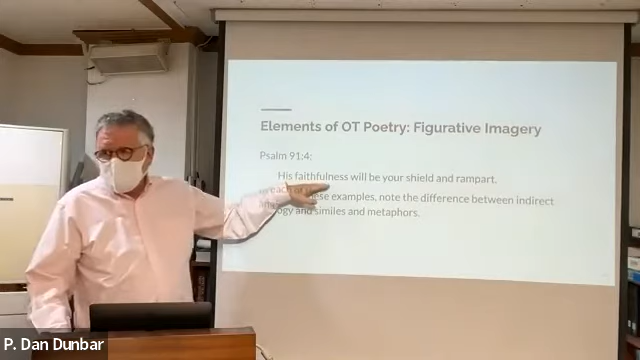 Elements of OT Poetry: Figurative Imagery
Psalm 91:4:
His faithfulness will be your shield and rampart.
these examples, note the difference between indirect
and similes and metaphors.
P. Dan Dunbar